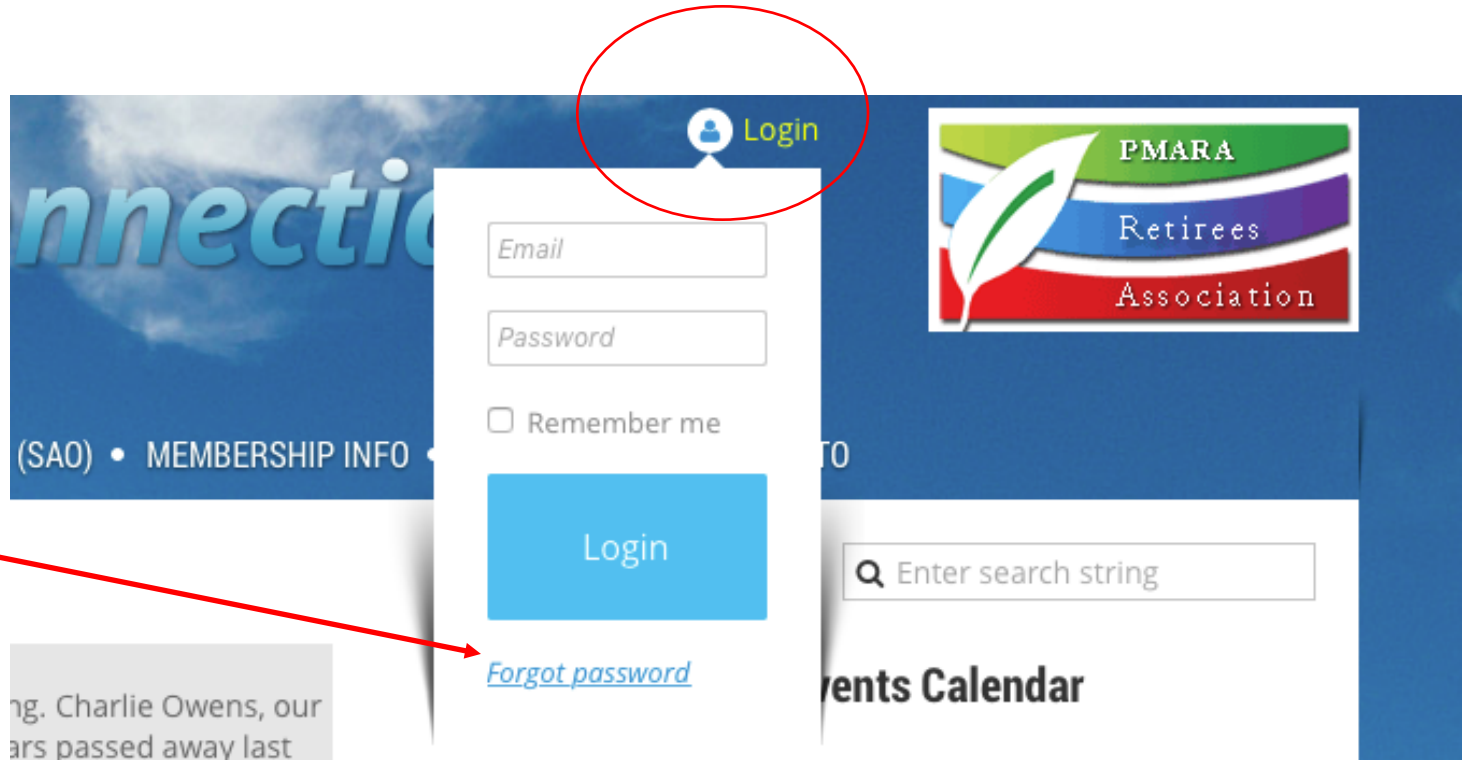 Login
PMARA
Retirees
Association
nnectio
Email
Password
Remember me
(SAO) • MEMBERSHIP INFO •
TO
Login
Enter search string
Forgot password
vents Calendar
ng. Charlie Owens, our
ars passed away last